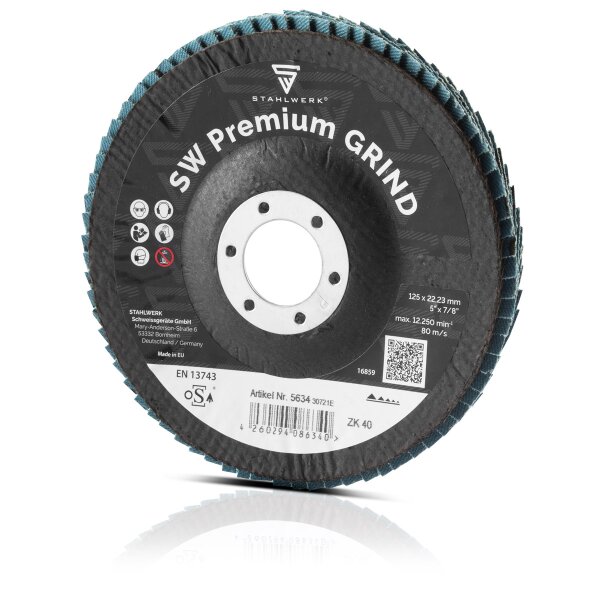 STAHLWERK®
SW Premium GRIND
125 x 22,23 mm
5" x 7/8"
max. 12.250 min⁻¹
80 m/s
STAHLWERK
Schweissgeräte GmbH
Mary-Anderson-Straße 6
53332 Bornheim
Deutschland / Germany
Made in EU
16859
EN 13743
oSa
Artikel Nr. 5634 30721E
ZK 40
4 260294 086340 >